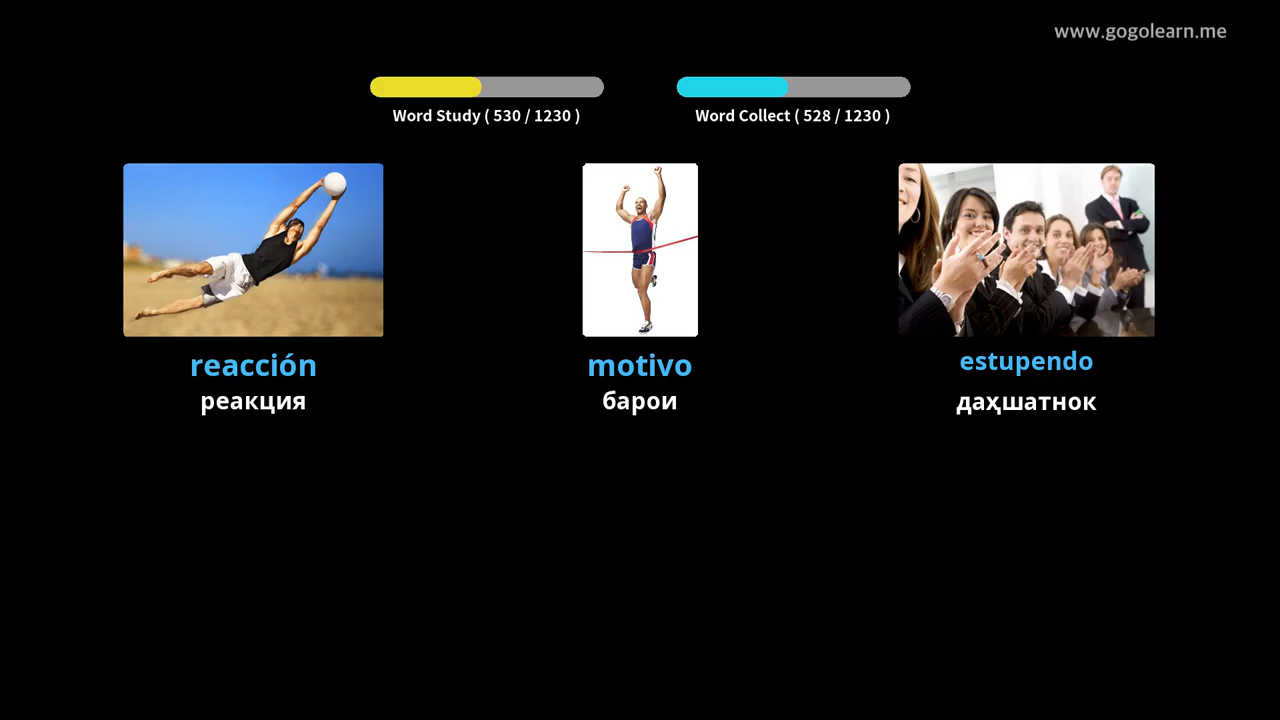 www.gogolearn.me
Word Study ( 530 / 1230 )
Word Collect ( 528 / 1230 )
reacción
реакция
motivo
барои
estupendo
даҳшатнок